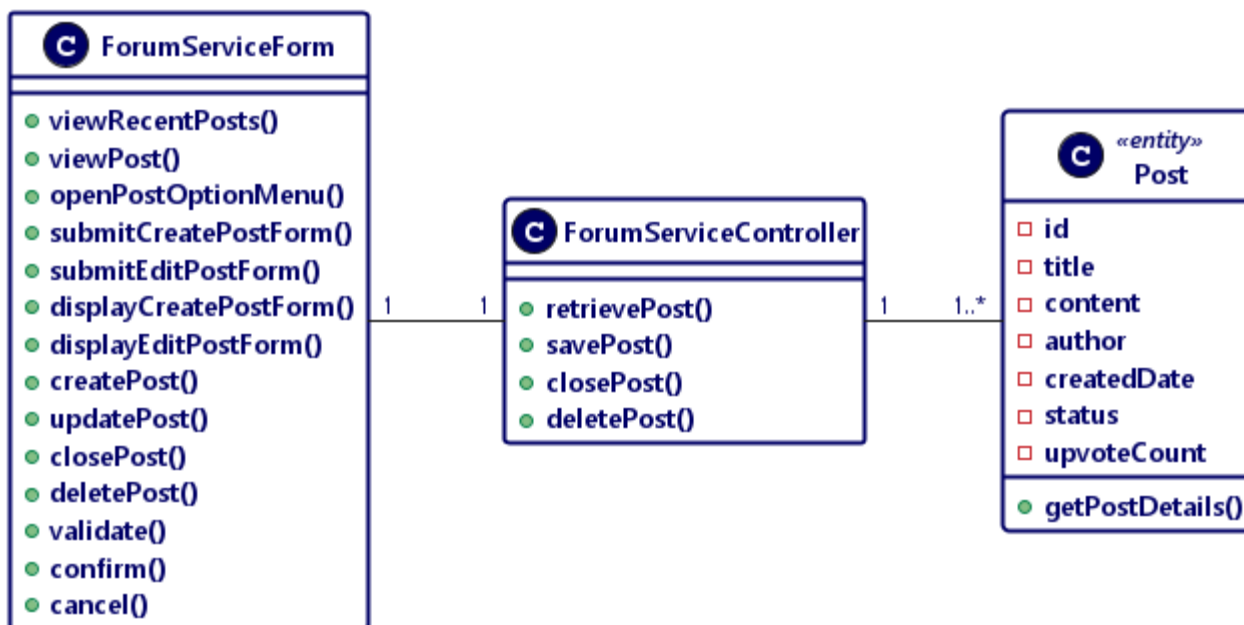 C ForumServiceForm
viewRecentPosts()
viewPost()
openPostOptionMenu()
submitCreatePostForm()
submitEditPostForm()
displayCreatePostForm()
displayEditPostForm()
createPost()
updatePost()
closePost()
deletePost()
validate()
confirm()
cancel()
1 1
C ForumServiceController
retrievePost()
savePost()
closePost()
deletePost()
1 1..*
C «entity»
Post
id
title
content
author
createdDate
status
upvoteCount
getPostDetails()